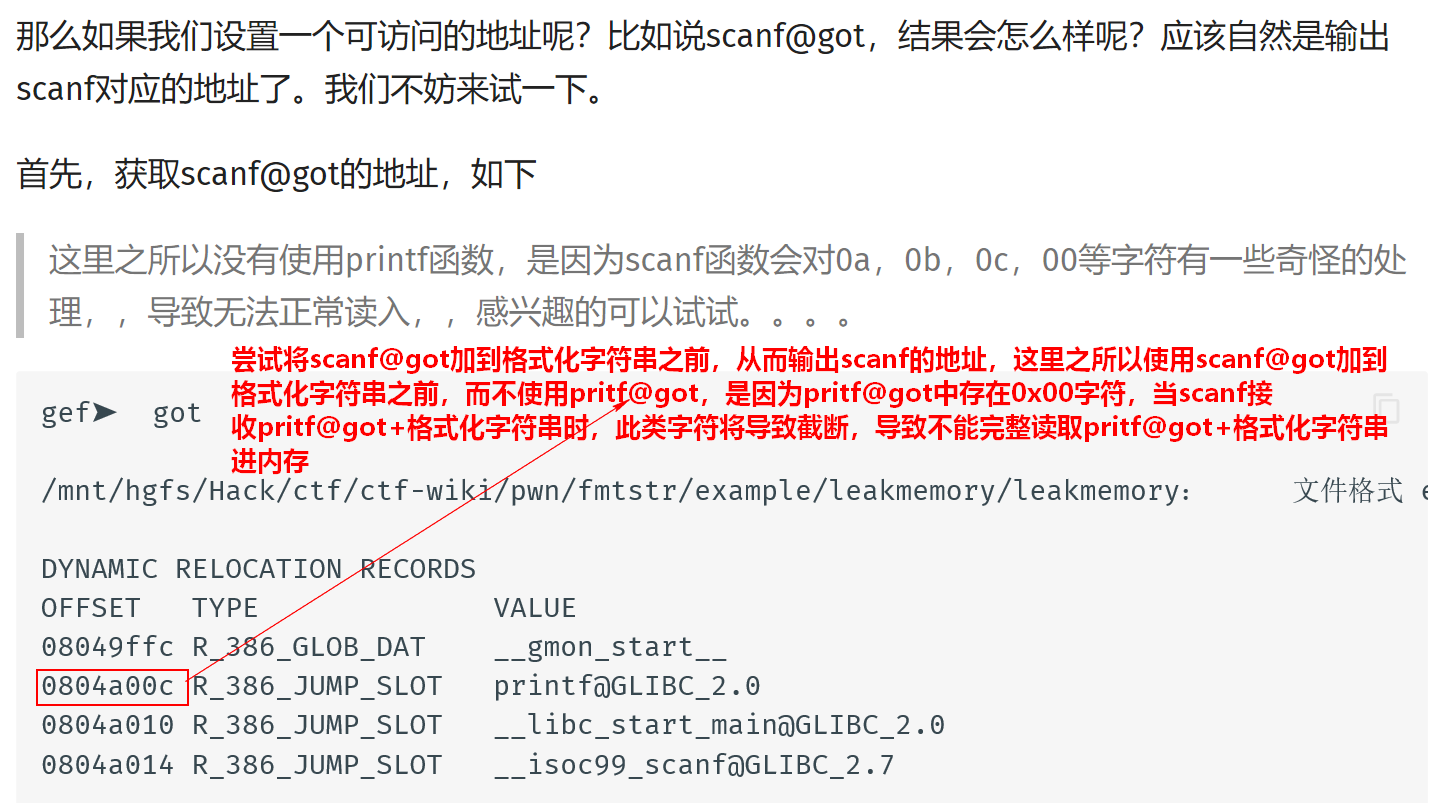 那么如果我们设置一个可访问的地址呢？比如说scanf@got，结果会怎么样呢？应该自然是输出
scanf对应的地址了。我们不妨来试一下。
首先，获取scanf@got的地址，如下
这里之所以没有使用printf函数，是因为scanf函数会对0a，0b，0c，00等字符有一些奇怪的处
理，，导致无法正常读入，，感兴趣的可以试试。。。。
尝试将scanf@got加到格式化字符串之前，从而输出scanf的地址，这里之所以使用scanf@got加到
格式化字符串之前，而不使用pritf@got，是因为pritf@got中存在0x00字符，当scanf接
收pritf@got+格式化字符串时，此类字符将导致截断，导致不能完整读取pritf@got+格式化字符串
进内存
gef➤  got
/mnt/hgfs/Hack/ctf/ctf-wiki/pwn/fmtstr/example/leakmemory/leakmemory：     文件格式 e
DYNAMIC RELOCATION RECORDS
OFFSET   TYPE              VALUE
08049ffc R_386_GLOB_DAT    __gmon_start__
0804a00c R_386_JUMP_SLOT   printf@GLIBC_2.0
0804a010 R_386_JUMP_SLOT   __libc_start_main@GLIBC_2.0
0804a014 R_386_JUMP_SLOT   __isoc99_scanf@GLIBC_2.7